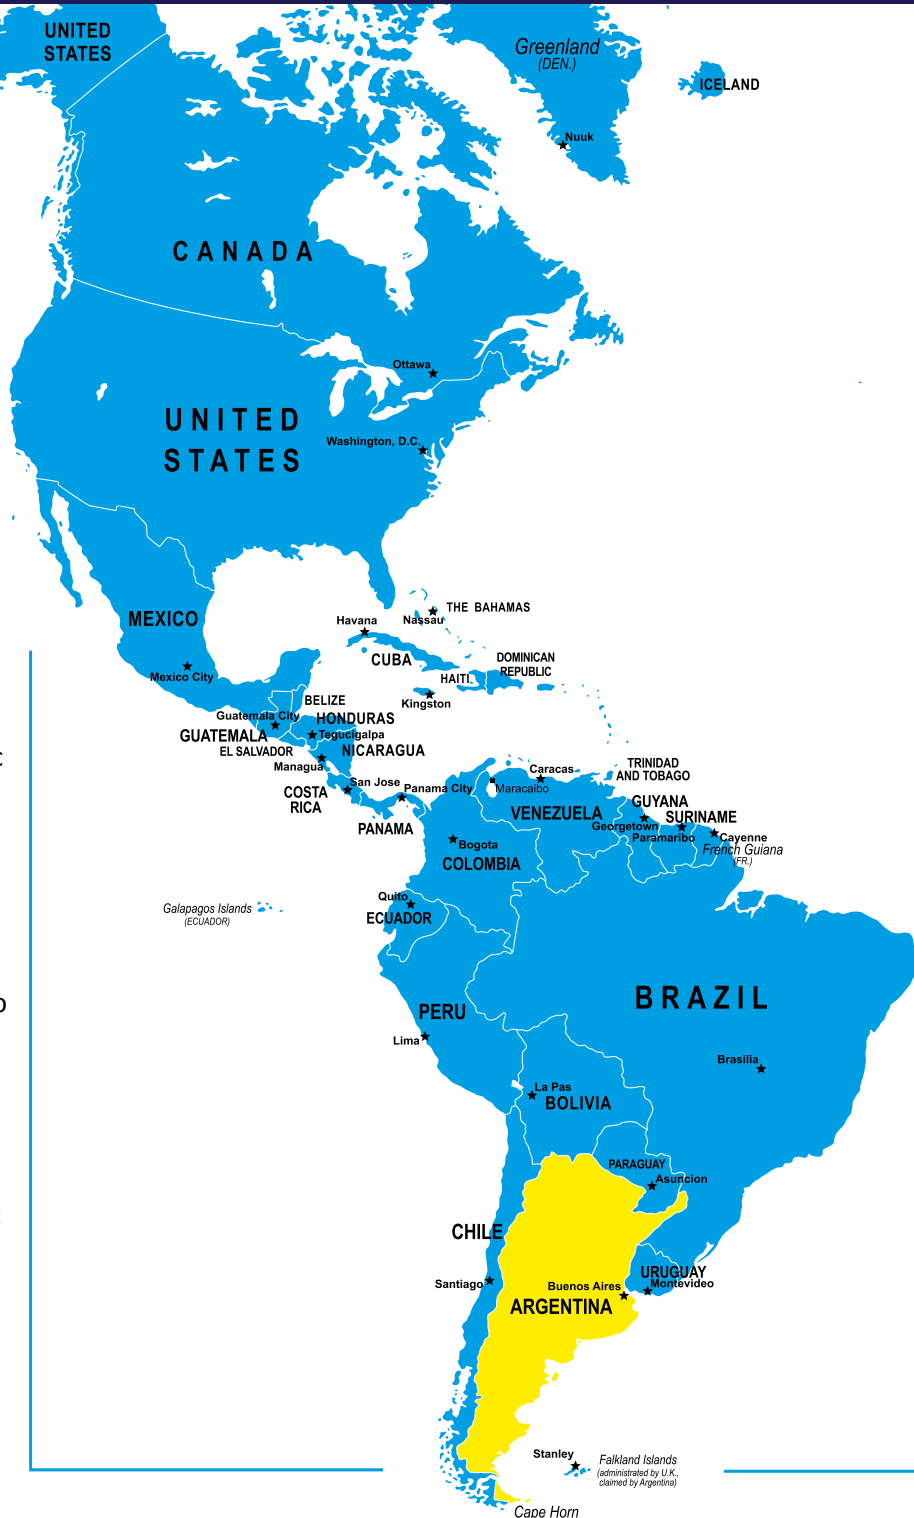 UNITED
STATES
Greenland
(DEN.)
ICELAND
Nuuk
CANADA
Ottawa
UNITED
STATES
Washington, D.C.
THE BAHAMAS
Nassau
Havana
MEXICO
CUBA
DOMINICAN
REPUBLIC
HAITI
Mexico City
Kingston
BELIZE
Guatemala City
HONDURAS
GUATEMALA
Tegucigalpa
EL SALVADOR
NICARAGUA
Managua
TRINIDAD
AND TOBAGO
Caracas
San Jose
Panama City
Maracaibo
COSTA
RICA
GUYANA
VENEZUELA
SURINAME
PANAMA
Georgetown
Paramaribo
Cayenne
French Guiana
(FR.)
Bogota
COLOMBIA
Quito
Galapagos Islands
(ECUADOR)
ECUADOR
BRAZIL
PERU
Lima
Brasilia
La Pas
BOLIVIA
PARAGUAY
Asuncion
CHILE
URUGUAY
Santiago
Buenos Aires
Montevideo
ARGENTINA
Stanley
Falkland Islands
(administrated by U.K.,
claimed by Argentina)
Cape Horn